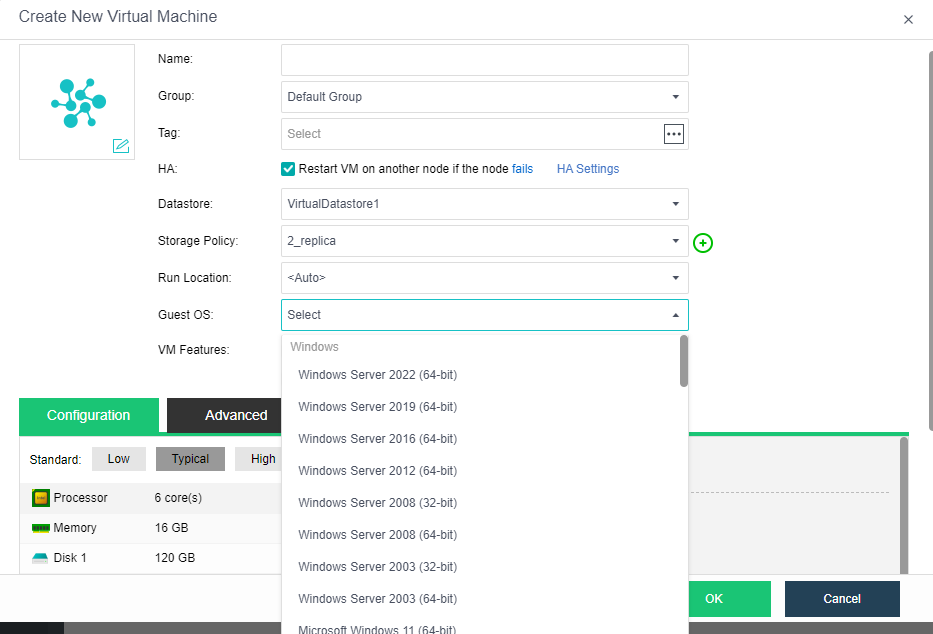 Create New Virtual Machine
Name:
Group: Default Group
Tag: Select
HA: Restart VM on another node if the node fails HA Settings
Datastore: VirtualDatastore1
Storage Policy: 2_replica
Run Location: <Auto>
Guest OS: Select
VM Features:
Windows
Windows Server 2022 (64-bit)
Windows Server 2019 (64-bit)
Windows Server 2016 (64-bit)
Windows Server 2012 (64-bit)
Windows Server 2008 (32-bit)
Windows Server 2008 (64-bit)
Windows Server 2003 (32-bit)
Windows Server 2003 (64-bit)
Microsoft Windows 11 (64-bit)
Configuration Advanced
Standard: Low Typical High
Processor 6 core(s)
Memory 16 GB
Disk 1 120 GB
OK Cancel